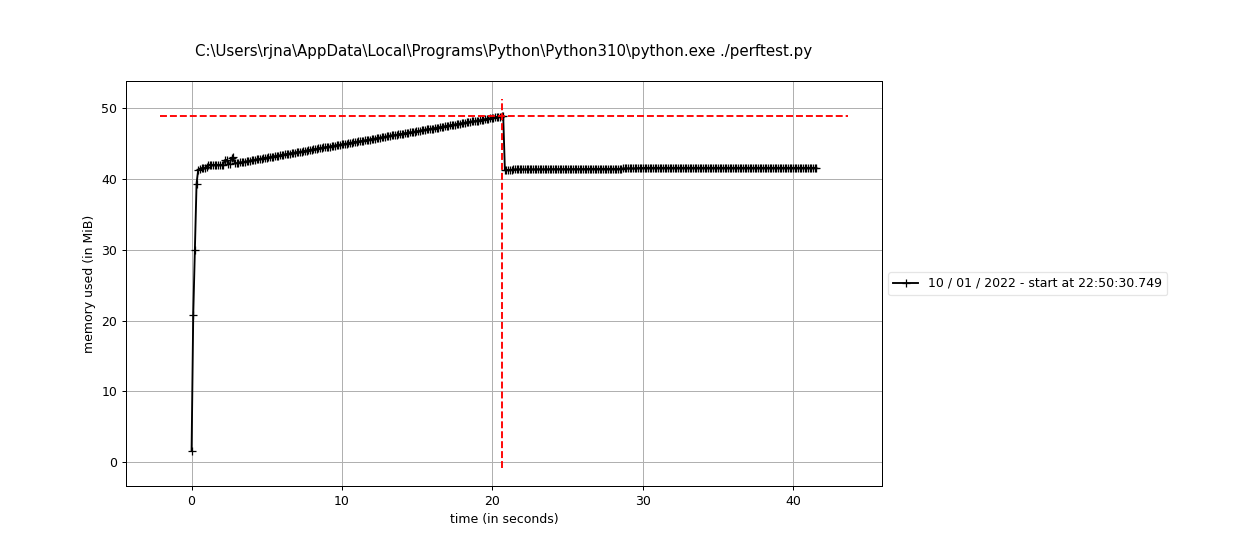 C:\Users\rjna\AppData\Local\Programs\Python\Python310\python.exe ./perftest.py
memory used (in MiB)
50
40
30
20
10
0
0 10 20 30 40
time (in seconds)
10 / 01 / 2022 - start at 22:50:30.749